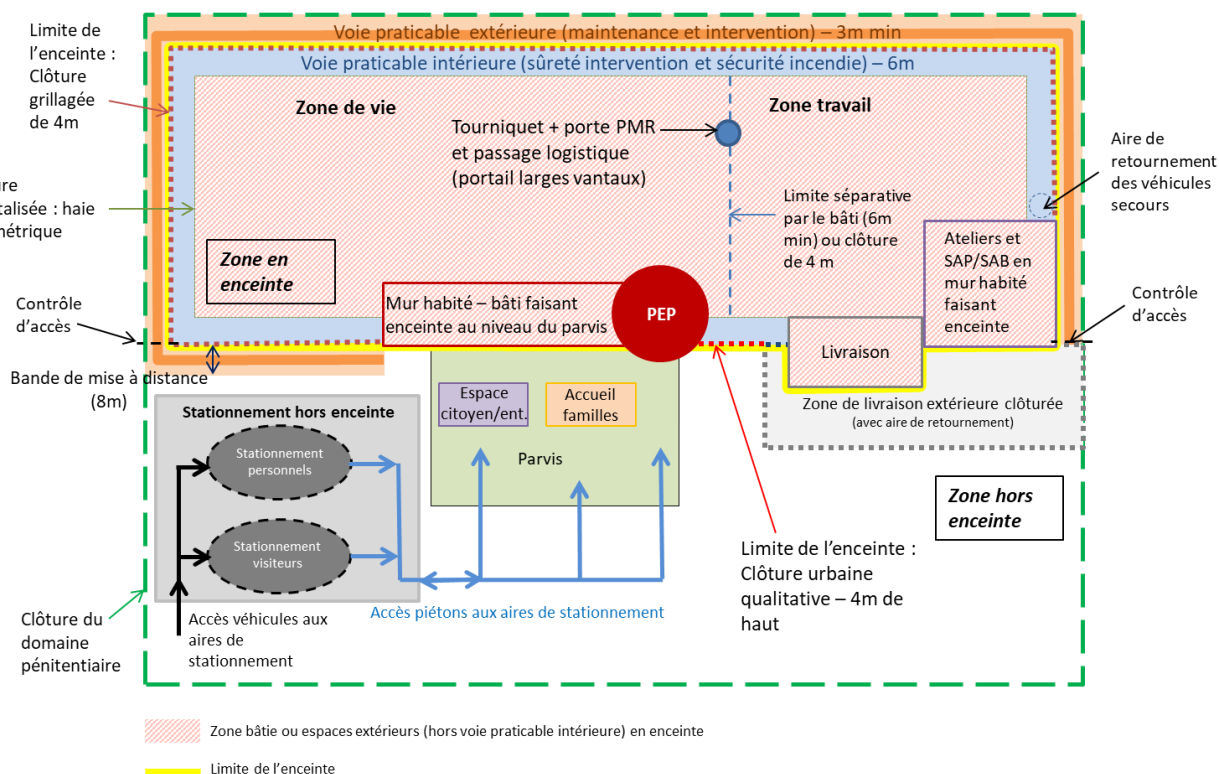 Limite de
l'enceinte :
Clôture
grillagée
de 4m
Voie praticable extérieure (maintenance et intervention) – 3m min
Voie praticable intérieure (sûreté intervention et sécurité incendie) – 6m
Zone de vie
Zone travail
Tourniquet + porte PMR
et passage logistique
(portail larges vantaux)
Aire de
retournement
des véhicules
secours
ure
talisée : haie
métrique
Limite séparative
par le bâti (6m
min) ou clôture
de 4 m
Zone en
enceinte
Ateliers et
SAP/SAB en
mur habité
faisant
enceinte
Contrôle
d'accès
Mur habité – bâti faisant
enceinte au niveau du parvis
PEP
Contrôle
d'accès
Livraison
Bande de mise à distance
(8m)
Stationnement hors enceinte
Espace
citoyen/ent.
Accueil
familles
Zone de livraison extérieure clôturée
(avec aire de retournement)
Stationnement
personnels
Parvis
Zone hors
enceinte
Stationnement
visiteurs
Limite de l'enceinte :
Clôture urbaine
qualitative – 4m de
haut
Accès véhicules aux
aires de
stationnement
Accès piétons aux aires de stationnement
Clôture du
domaine
pénitentiaire
Zone bâtie ou espaces extérieurs (hors voie praticable intérieure) en enceinte
Limite de l'enceinte